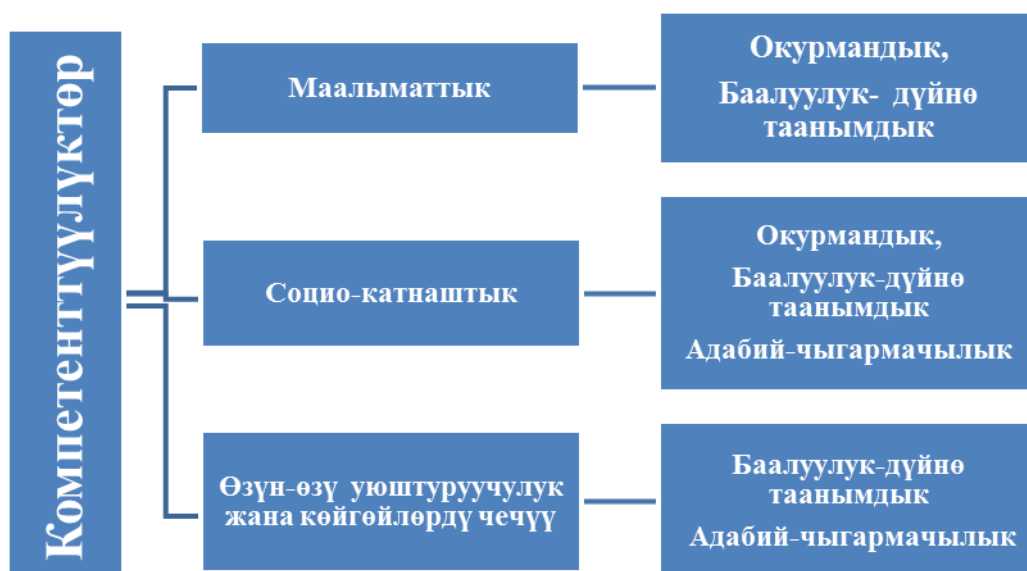 Компетенттүүлүктөр
Маалыматтык
Окурмандык,
Баалуулук- дүйнө
таанымдык
Социо-катнаштык
Окурмандык,
Баалуулук-дүйнө
таанымдык
Адабий-чыгармачылык
Өзүн-өзү уюштуруучулук
жана көйгөйлөрдү чечүү
Баалуулук-дүйнө
таанымдык
Адабий-чыгармачылык